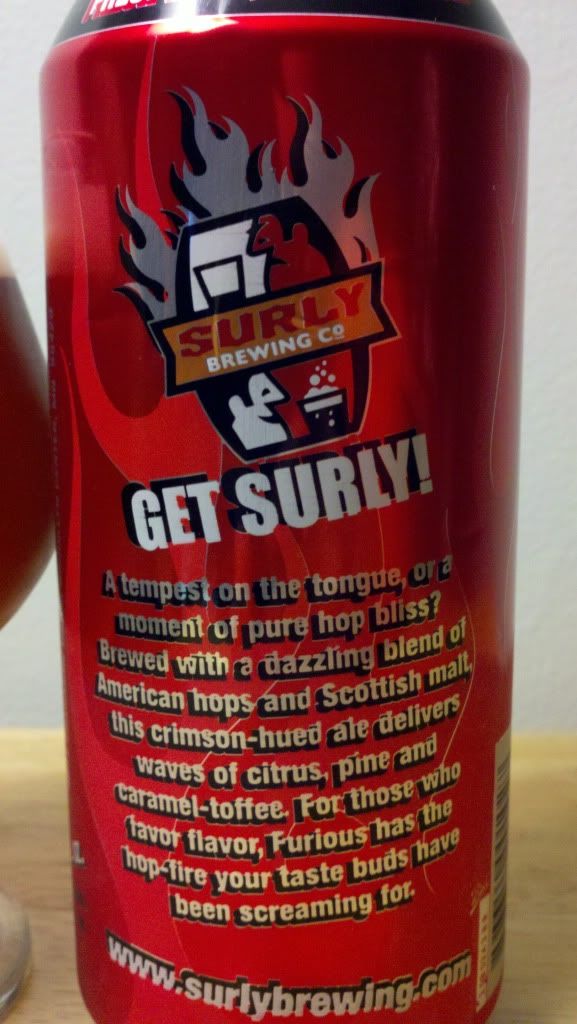 SURLY
BREWING CO
GET SURLY!
A tempest on the tongue, or a
moment of pure hop bliss?
Brewed with a dazzling blend of
American hops and Scottish malt,
this crimson-hued ale delivers
waves of citrus, pine and
caramel-toffee. For those who
favor flavor, Furious has the
hop-fire your taste buds have
been screaming for.
www.surlybrewing.com